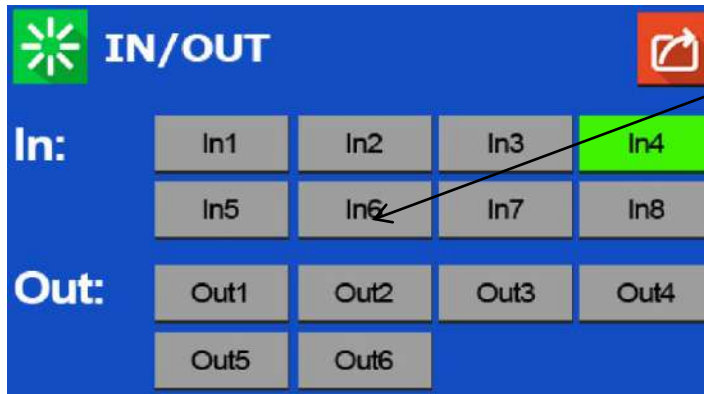 IN/OUT
In: In1 In2 In3 In4
In5 In6 In7 In8
Out: Out1 Out2 Out3 Out4
Out5 Out6